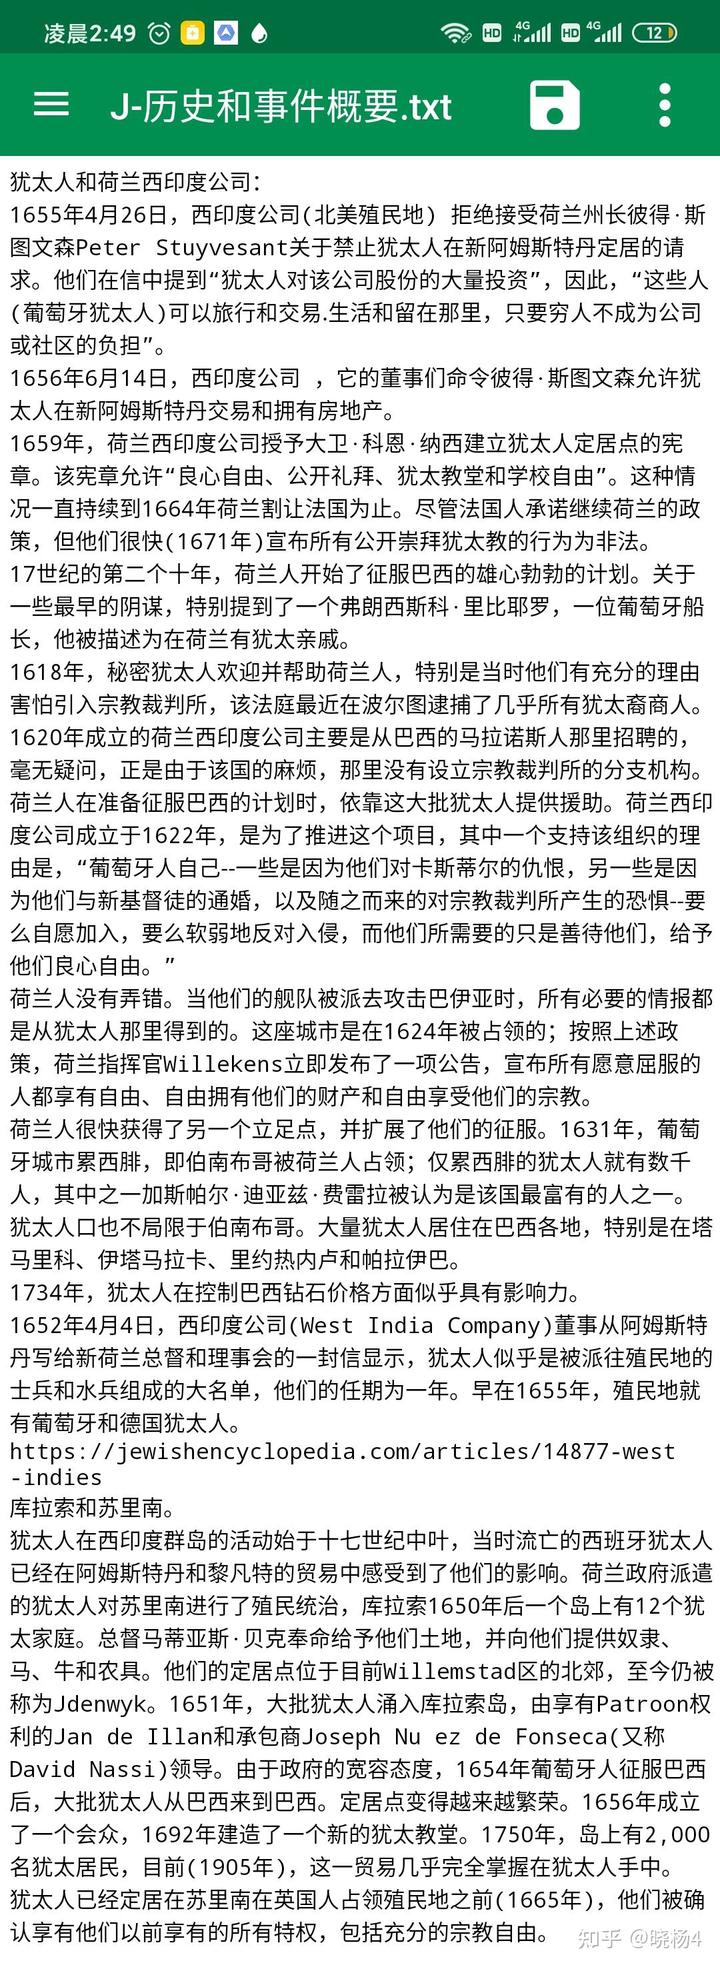 凌晨2:49
HD 4G HD 4G 12
J-历史和事件概要.txt
犹太人和荷兰西印度公司:
1655年4月26日，西印度公司(北美殖民地) 拒绝接受荷兰州长彼得·斯
图文森Peter Stuyvesant关于禁止犹太人在新阿姆斯特丹定居的请
求。他们在信中提到“犹太人对该公司股份的大量投资”，因此，“这些人
(葡萄牙犹太人)可以旅行和交易.生活和留在那里，只要穷人不成为公司
或社区的负担”。
1656年6月14日，西印度公司 ，它的董事们命令彼得·斯图文森允许犹
太人在新阿姆斯特丹交易和拥有房地产。
1659年，荷兰西印度公司授予大卫·科恩·纳西建立犹太人定居点的宪
章。该宪章允许“良心自由、公开礼拜、犹太教堂和学校自由”。这种情
况一直持续到1664年荷兰割让法国为止。尽管法国人承诺继续荷兰的政
策，但他们很快(1671年)宣布所有公开崇拜犹太教的行为为非法。
17世纪的第二个十年，荷兰人开始了征服巴西的雄心勃勃的计划。关于
一些最早的阴谋，特别提到了一个弗朗西斯科·里比耶罗，一位葡萄牙船
长，他被描述为在荷兰有犹太亲戚。
1618年，秘密犹太人欢迎并帮助荷兰人，特别是当时他们有充分的理由
害怕引入宗教裁判所，该法庭最近在波尔图逮捕了几乎所有犹太裔商人。
1620年成立的荷兰西印度公司主要是从巴西的马拉诺斯人那里招聘的，
毫无疑问，正是由于该国的麻烦，那里没有设立宗教裁判所的分支机构。
荷兰人在准备征服巴西的计划时，依靠这大批犹太人提供援助。荷兰西印
度公司成立于1622年，是为了推进这个项目，其中一个支持该组织的理
由是，“葡萄牙人自己--一些是因为他们对卡斯蒂尔的仇恨，另一些是因
为他们与新基督徒的通婚，以及随之而来的对宗教裁判所产生的恐惧--要
么自愿加入，要么软弱地反对入侵，而他们所需要的只是善待他们，给予
他们良心自由。”
荷兰人没有弄错。当他们的舰队被派去攻击巴伊亚时，所有必要的情报都
是从犹太人那里得到的。这座城市是在1624年被占领的；按照上述政
策，荷兰指挥官Willekens立即发布了一项公告，宣布所有愿意屈服的
人都享有自由、自由拥有他们的财产和自由享受他们的宗教。
荷兰人很快获得了另一个立足点，并扩展了他们的征服。1631年，葡萄
牙城市累西腓，即伯南布哥被荷兰人占领；仅累西腓的犹太人就有数千
人，其中之一加斯帕尔·迪亚兹·费雷拉被认为是该国最富有的人之一。
犹太人口也不局限于伯南布哥。大量犹太人居住在巴西各地，特别是在塔
马里科、伊塔马拉卡、里约热内卢和帕拉伊巴。
1734年，犹太人在控制巴西钻石价格方面似乎具有影响力。
1652年4月4日，西印度公司(West India Company)董事从阿姆斯特
丹写给新荷兰总督和理事会的一封信显示，犹太人似乎是被派往殖民地的
士兵和水兵组成的大名单，他们的任期为一年。早在1655年，殖民地就
有葡萄牙和德国犹太人。
https://jewishencyclopedia.com/articles/14877-west
-indies
库拉索和苏里南。
犹太人在西印度群岛的活动始于十七世纪中叶，当时流亡的西班牙犹太人
已经在阿姆斯特丹和黎凡特的贸易中感受到了他们的影响。荷兰政府派遣
的犹太人对苏里南进行了殖民统治，库拉索1650年后一个岛上有12个犹
太家庭。总督马蒂亚斯·贝克奉命给予他们土地，并向他们提供奴隶、
马、牛和农具。他们的定居点位于目前Willemstad区的北郊，至今仍被
称为Jdenwyk。1651年，大批犹太人涌入库拉索岛，由享有Patroon权
利的Jan de Illan和承包商Joseph Nu ez de Fonseca(又称
David Nassi)领导。由于政府的宽容态度，1654年葡萄牙人征服巴西
后，大批犹太人从巴西来到巴西。定居点变得越来越繁荣。1656年成立
了一个会众，1692年建造了一个新的犹太教堂。1750年，岛上有2,000
名犹太居民，目前(1905年)，这一贸易几乎完全掌握在犹太人手中。
犹太人已经定居在苏里南在英国人占领殖民地之前(1665年)，他们被确
认享有他们以前享有的所有特权，包括充分的宗教自由。
知乎 @晓杨4